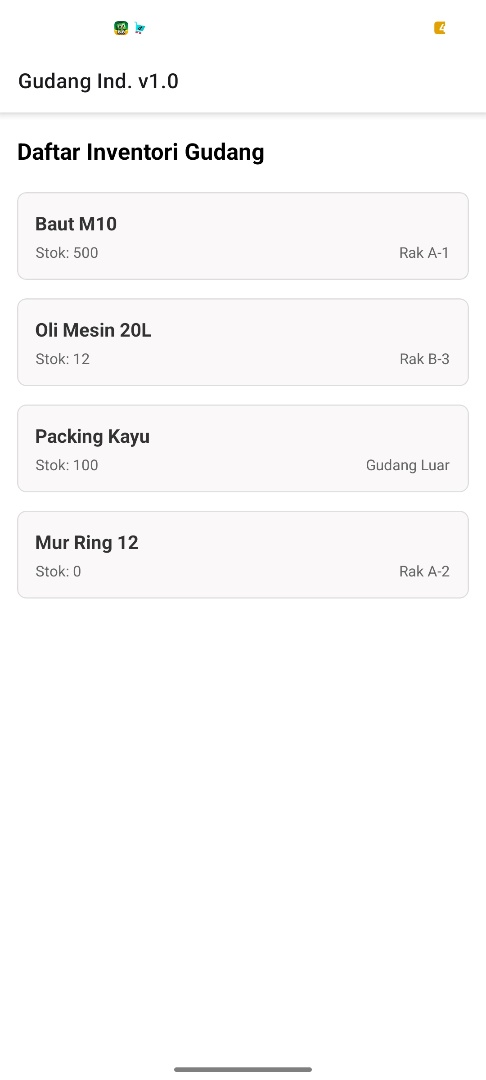 Gudang Ind. v1.0
Daftar Inventori Gudang
Baut M10
Stok: 500 Rak A-1
Oli Mesin 20L
Stok: 12 Rak B-3
Packing Kayu
Stok: 100 Gudang Luar
Mur Ring 12
Stok: 0 Rak A-2